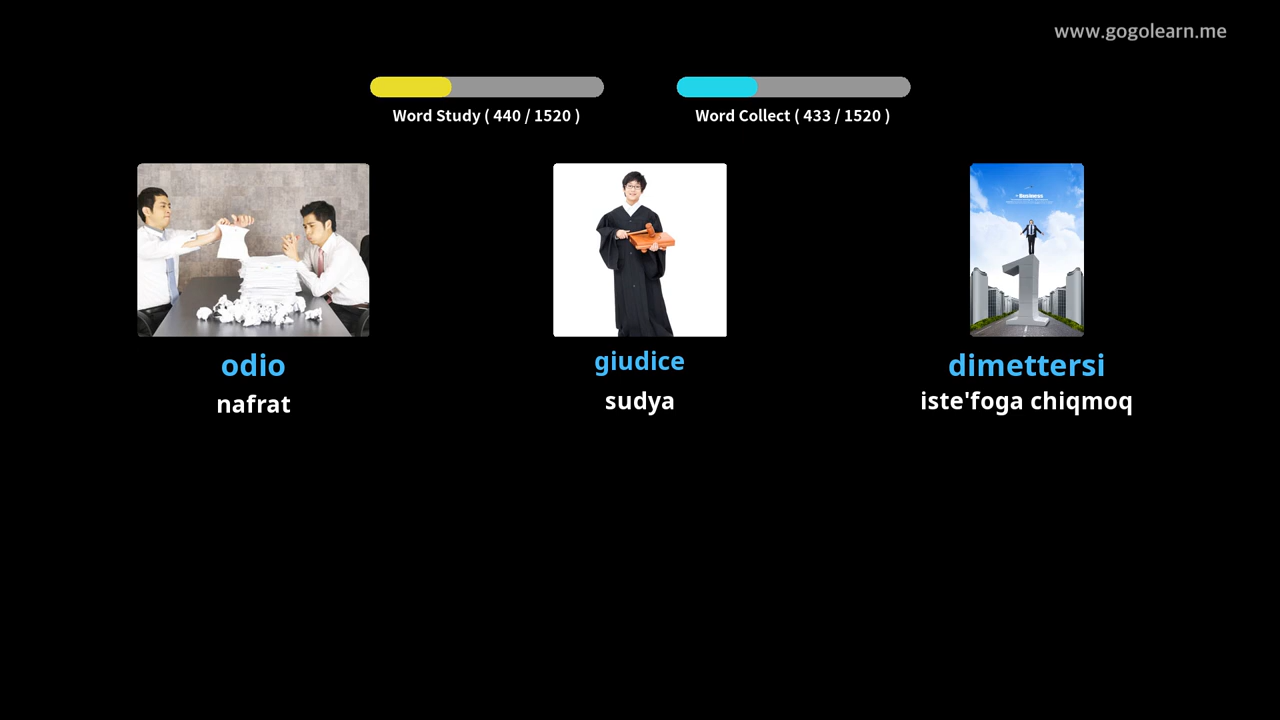 www.gogolearn.me
Word Study ( 440 / 1520 )
Word Collect ( 433 / 1520 )
Business
odio
giudice
dimettersi
nafrat
sudya
iste'foga chiqmoq